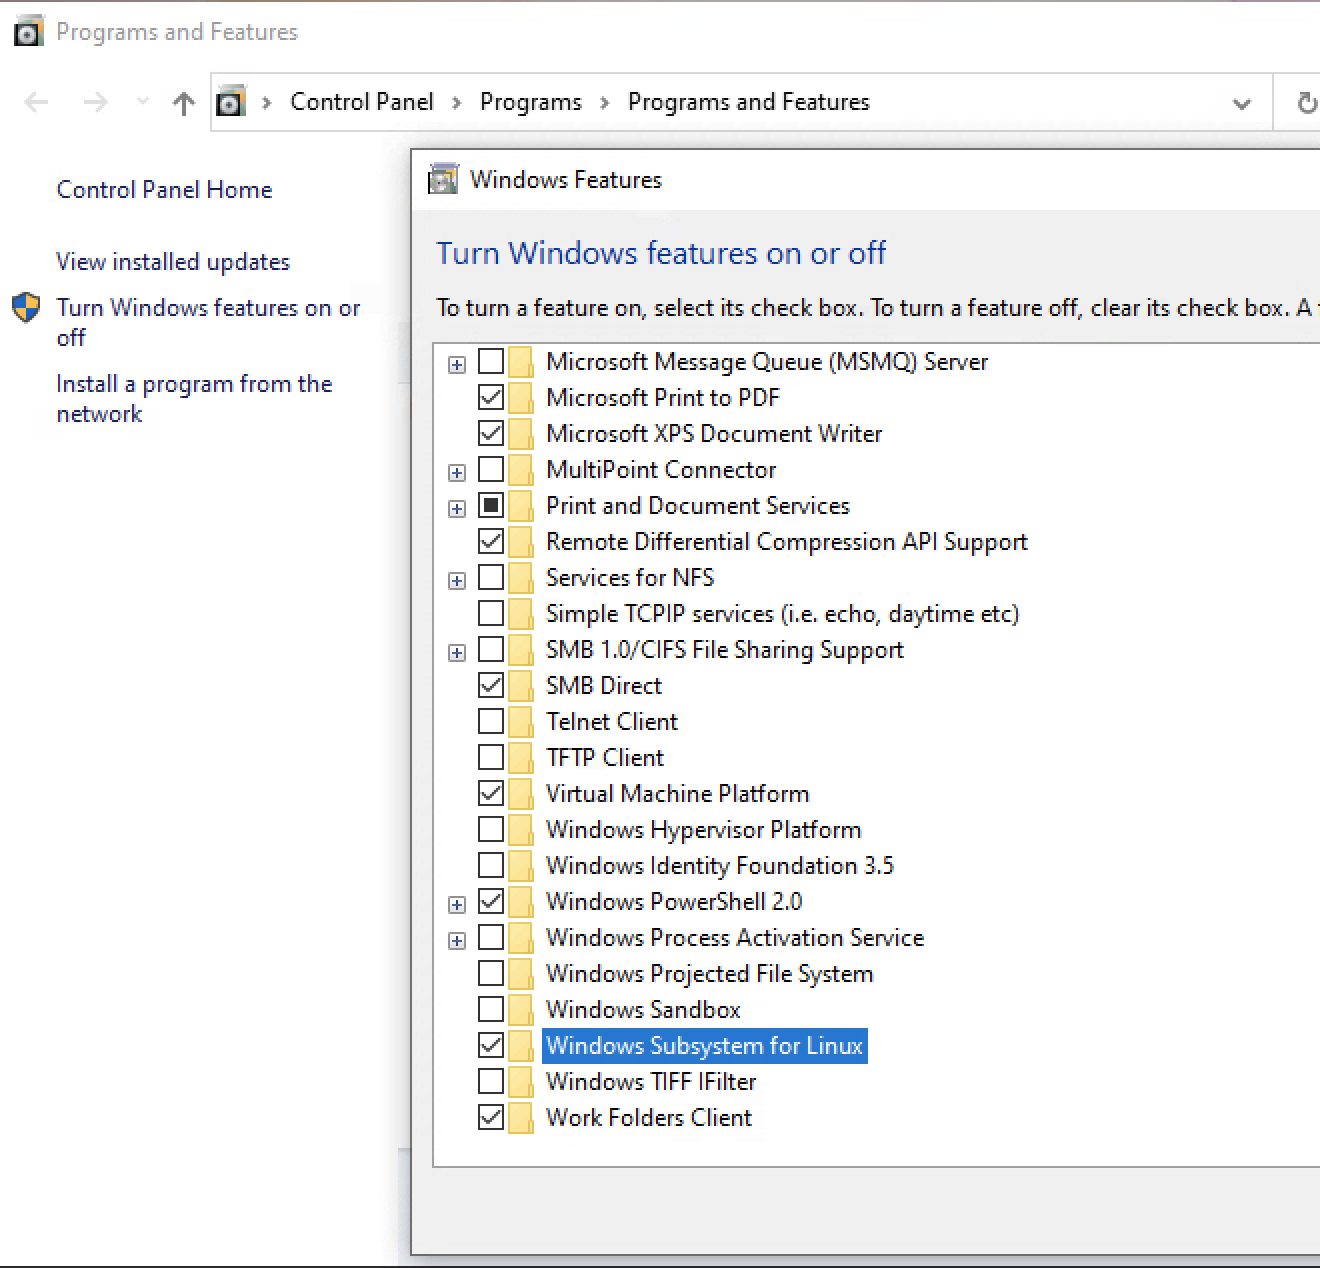 Programs and Features
Control Panel > Programs > Programs and Features
Control Panel Home
View installed updates
Turn Windows features on or
off
Install a program from the
network
Windows Features
Turn Windows features on or off
To turn a feature on, select its check box. To turn a feature off, clear its check box. A
Microsoft Message Queue (MSMQ) Server
Microsoft Print to PDF
Microsoft XPS Document Writer
MultiPoint Connector
Print and Document Services
Remote Differential Compression API Support
Services for NFS
Simple TCPIP services (i.e. echo, daytime etc)
SMB 1.0/CIFS File Sharing Support
SMB Direct
Telnet Client
TFTP Client
Virtual Machine Platform
Windows Hypervisor Platform
Windows Identity Foundation 3.5
Windows PowerShell 2.0
Windows Process Activation Service
Windows Projected File System
Windows Sandbox
Windows Subsystem for Linux
Windows TIFF IFilter
Work Folders Client